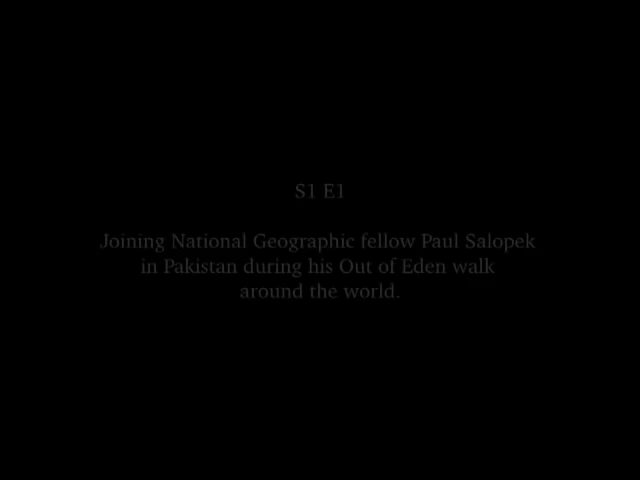 S1 E1
Joining National Geographic fellow Paul Salopek
in Pakistan during his Out of Eden walk
around the world.